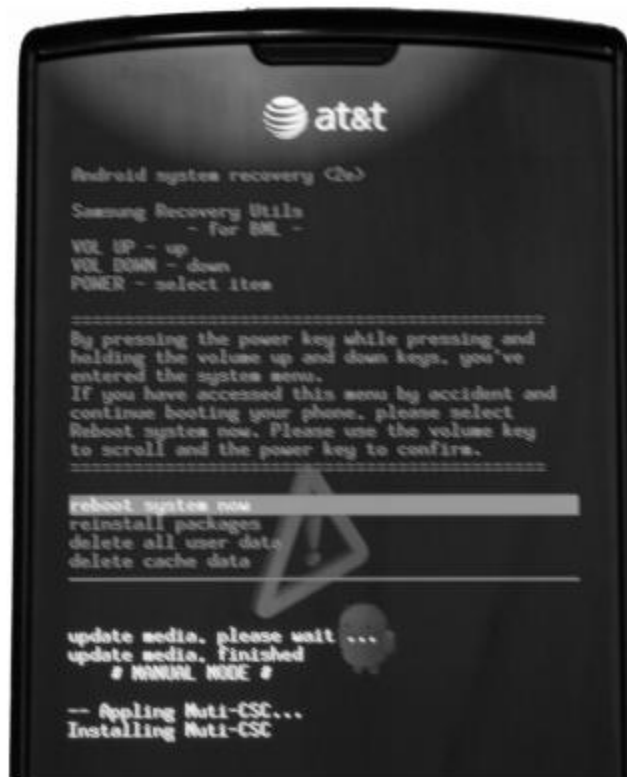 at&t
Android system recovery <2e>
Samsung Recovery Utils
- for BML -
VOL UP - up
VOL DOWN - down
POWER - select item
==============================================
By pressing the power key while pressing and
holding the volume up and down keys, you've
entered the system menu.
If you have accessed this menu by accident and
continue booting your phone, please select
Reboot system now. Please use the volume key
to scroll and the power key to confirm.
==============================================
reboot system now
reinstall packages
delete all user data
delete cache data
update media, please wait ...
update media, finished
# MANUAL MODE #
-- Appling Muti-CSC...
Installing Muti-CSC